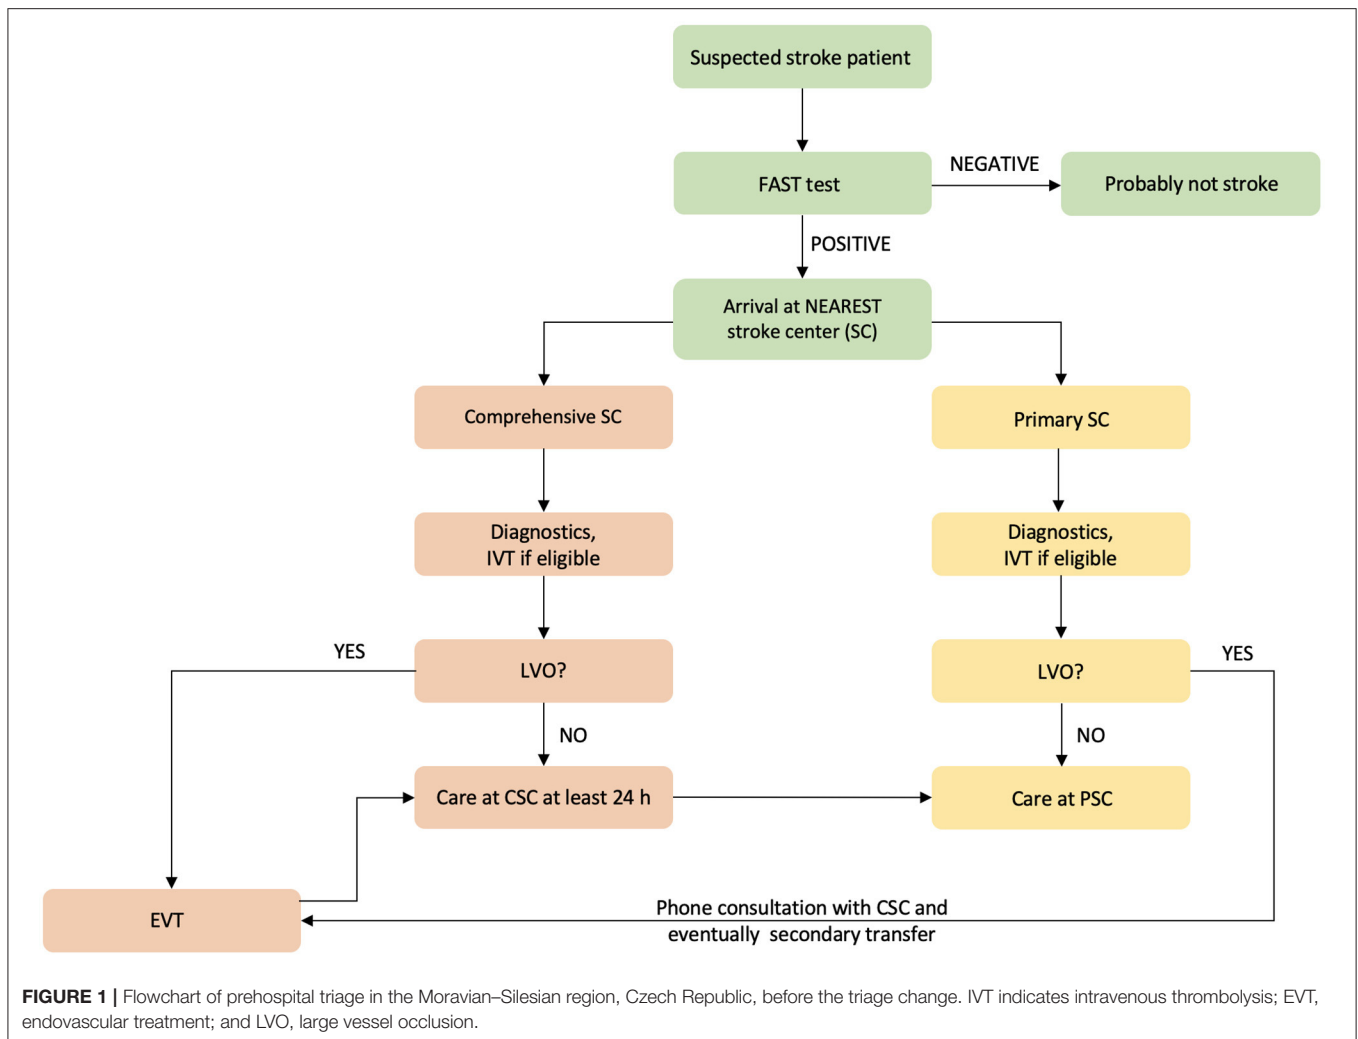 Suspected stroke patient
FAST test
NEGATIVE
Probably not stroke
POSITIVE
Arrival at NEAREST
stroke center (SC)
Comprehensive SC
Primary SC
Diagnostics,
IVT if eligible
Diagnostics,
IVT if eligible
YES
LVO?
LVO?
YES
NO
NO
Care at CSC at least 24 h
Care at PSC
EVT
Phone consultation with CSC and
eventually secondary transfer
FIGURE 1 | Flowchart of prehospital triage in the Moravian–Silesian region, Czech Republic, before the triage change. IVT indicates intravenous thrombolysis; EVT,
endovascular treatment; and LVO, large vessel occlusion.